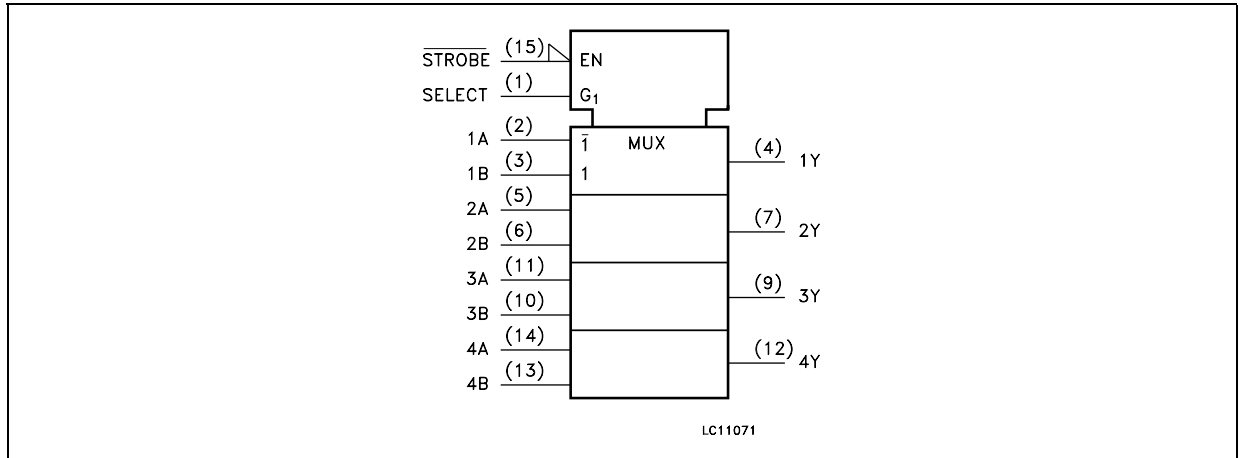 S̅T̅R̅O̅B̅E̅ (15) EN
SELECT (1) G1
1A (2) 1̅ MUX (4) 1Y
1B (3) 1
2A (5)
(7) 2Y
2B (6)
3A (11)
(9) 3Y
3B (10)
4A (14)
(12) 4Y
4B (13)
LC11071